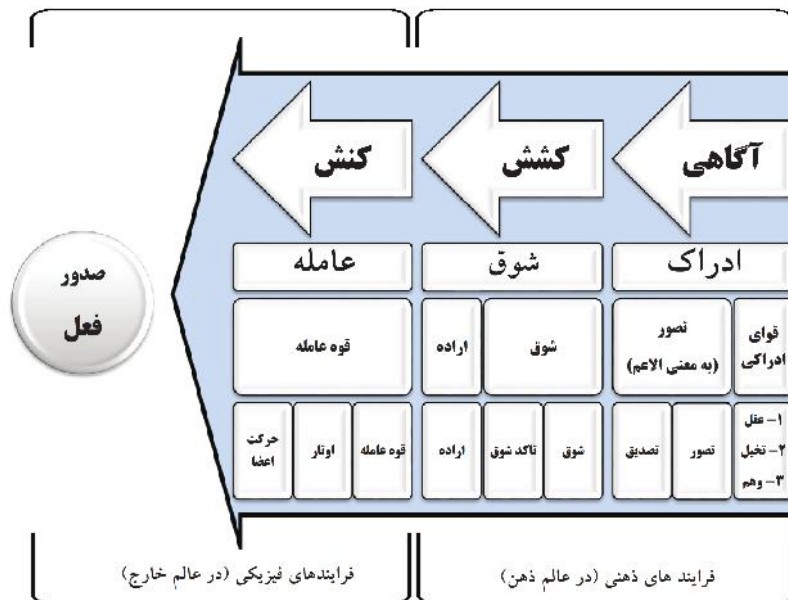 آگاهی
کشش
کنش
ادراک
شوق
عامله
قوای
ادراکی
تصور
(به معنی الاعم)
شوق
اراده
قوه عامله
۱- عقل
۲- تخیل
۳- وهم
تصور
تصدیق
شوق
تاکد شوق
اراده
قوه عامله
اوتار
حرکت
اعضا
صدور
فعل
فرایند های ذهنی (در عالم ذهن)
فرایندهای فیزیکی (در عالم خارج)